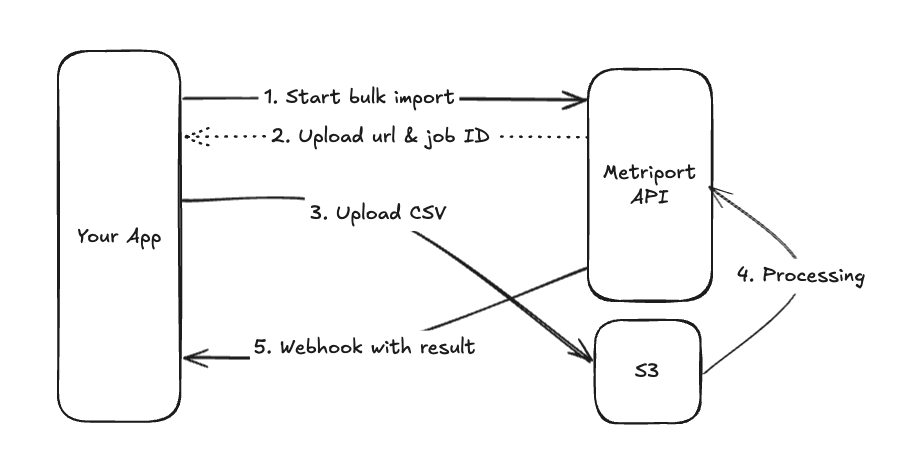 1. Start bulk import
2. Upload url & job ID
Metriport
API
3. Upload CSV
Your App
4. Processing
5. Webhook with result
S3